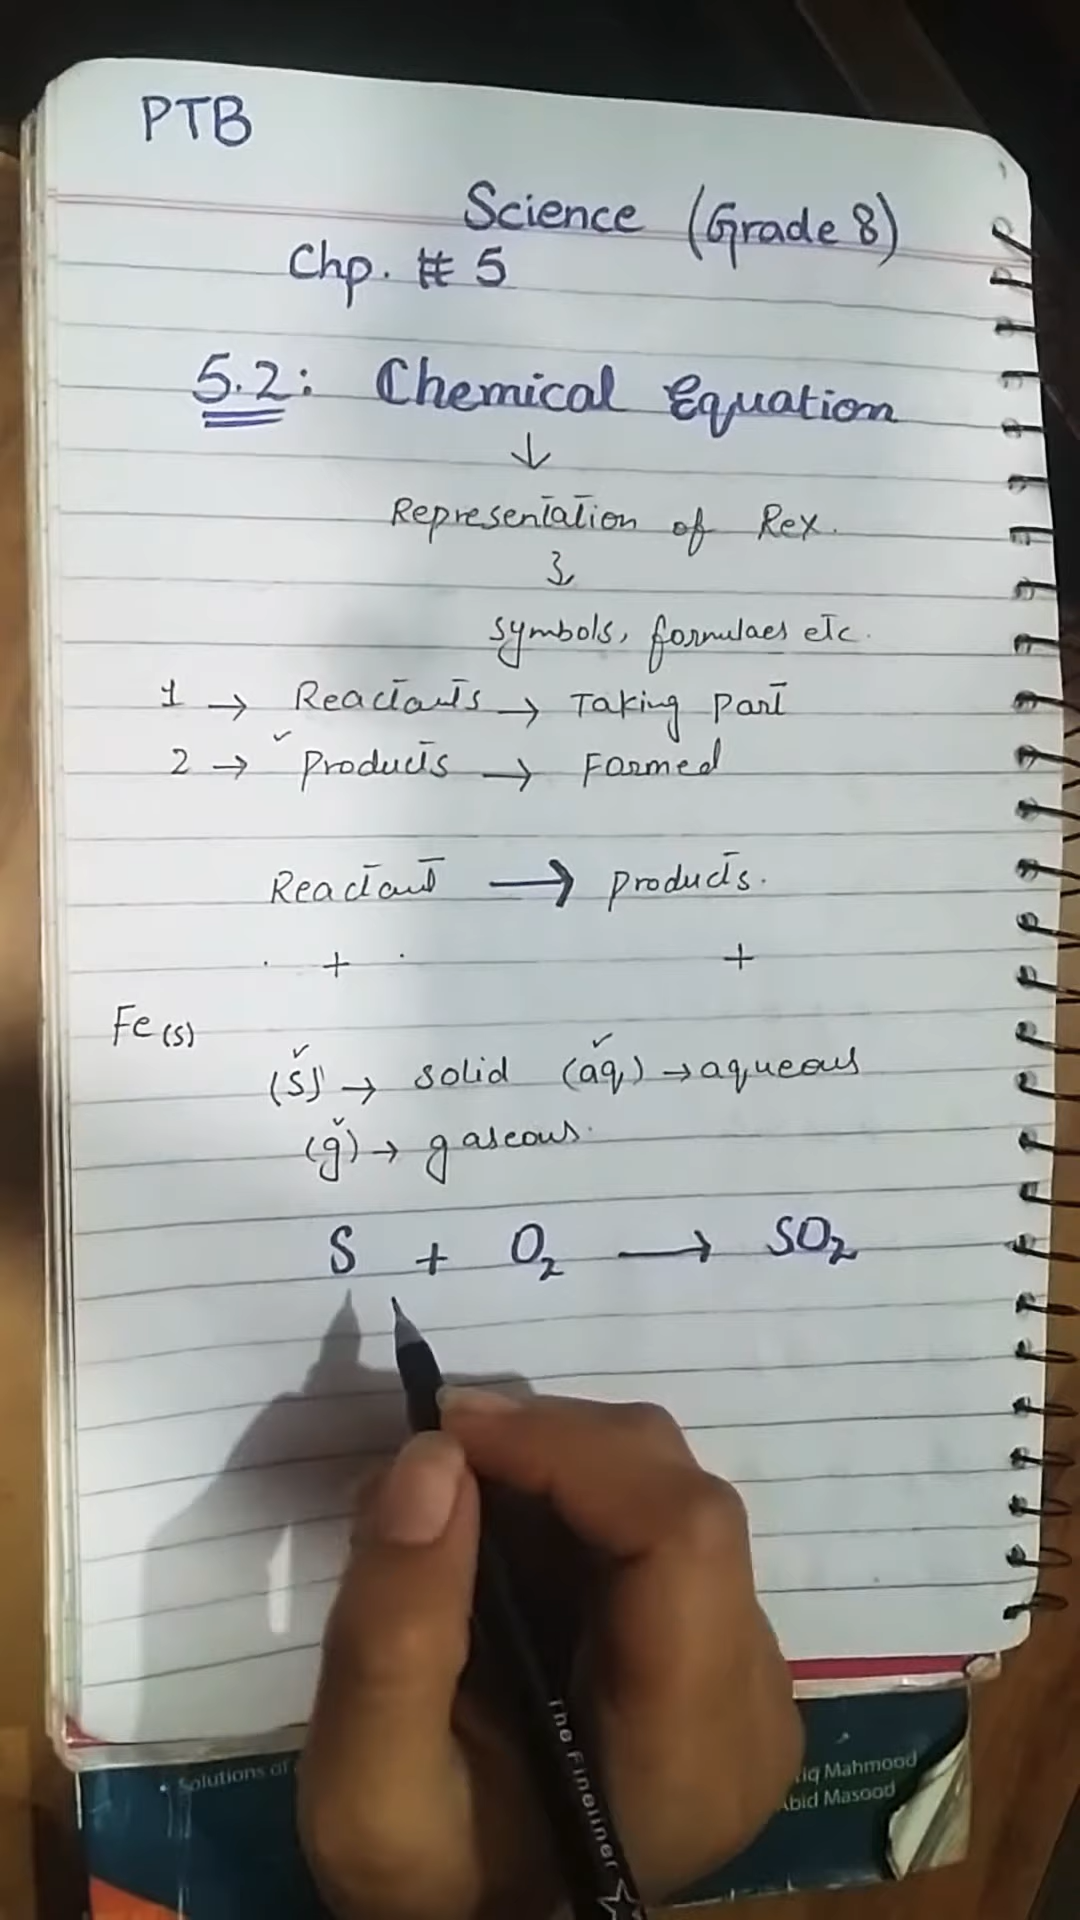 PTB
Science (Grade 8)
Chp. # 5
5.2: Chemical Equation
↓
Representation of Rex.
symbols, formulaes etc.
1 → Reactants → Taking Part
2 → Products → Formed
Reactant → products.
+ +
Fe (s)
(s) → solid (aq) → aqueous
(g) → gaseous.
S + O₂ → SO₂
• Solutions of
iq Mahmood
Abid Masood
The Fineliner